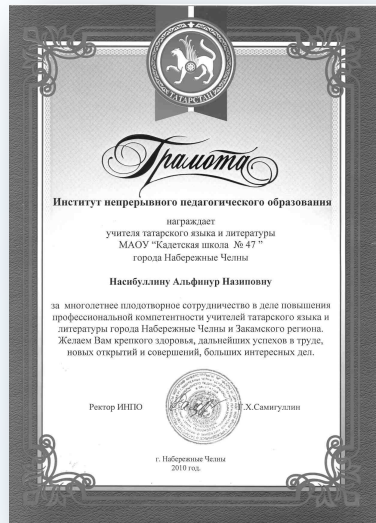 ТАТАРСТАН
Грамота
Институт непрерывного педагогического образования
награждает
учителя татарского языка и литературы
МАОУ “Кадетская школа № 47 ”
города Набережные Челны
Насибуллину Альфинур Назиповну
за многолетнее плодотворное сотрудничество в деле повышения
профессиональной компетентности учителей татарского языка и
литературы города Набережные Челны и Закамского региона.
Желаем Вам крепкого здоровья, дальнейших успехов в труде,
новых открытий и совершений, больших интересных дел.
Ректор ИНПО Г.Х.Самигуллин
г. Набережные Челны
2010 год.